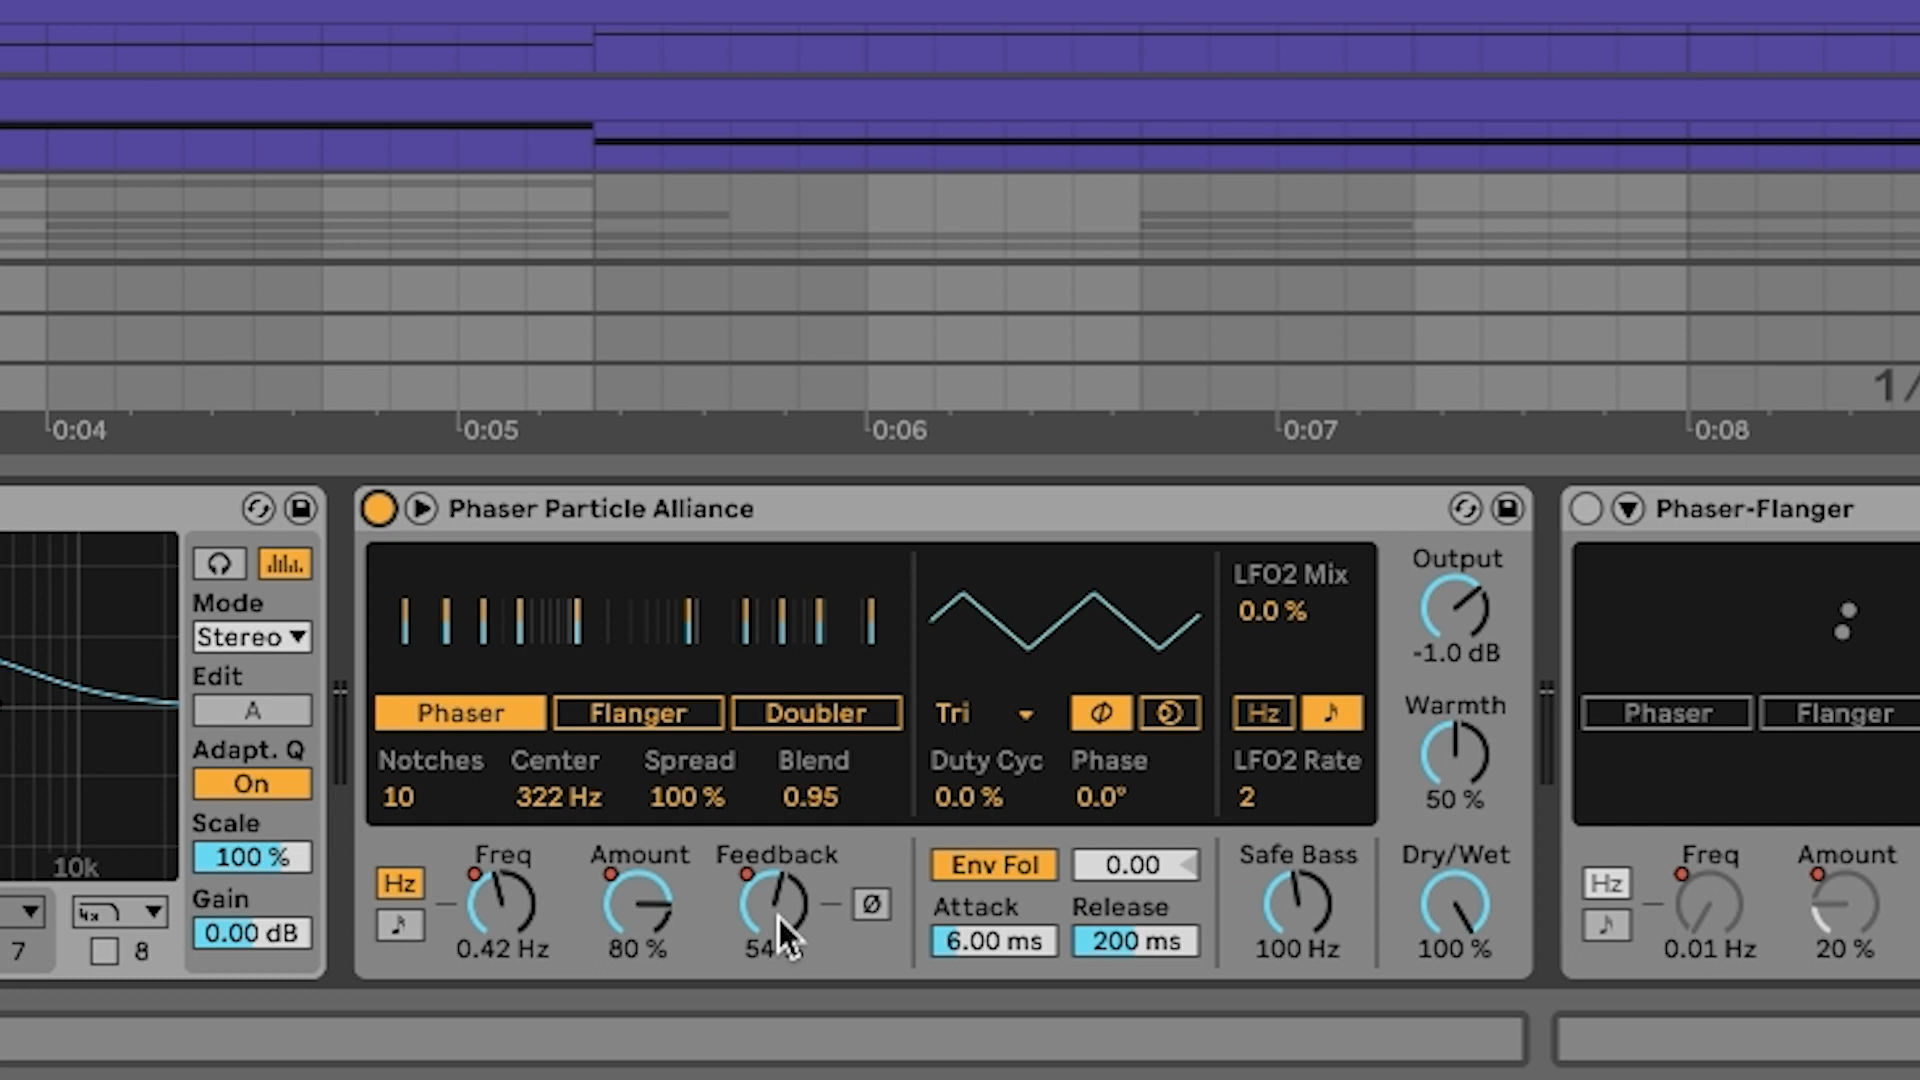 1/
0:04 0:05 0:06 0:07 0:08
Phaser Particle Alliance
Phaser-Flanger
Mode
Stereo
Edit
A
Adapt. Q
On
Scale
100 %
Gain
0.00 dB
10k
7
8
Phaser Flanger Doubler
Notches Center Spread Blend
10 322 Hz 100 % 0.95
Tri
Duty Cyc Phase
0.0 % 0.0°
LFO2 Mix
0.0 %
Hz ♪
LFO2 Rate
2
Output
-1.0 dB
Warmth
50 %
Freq Amount Feedback
Hz
♪
Ø
0.42 Hz 80 % 54
Env Fol 0.00
Attack Release
6.00 ms 200 ms
Safe Bass
100 Hz
Dry/Wet
100 %
Phaser Flanger
Freq Amount
Hz
♪
0.01 Hz 20 %